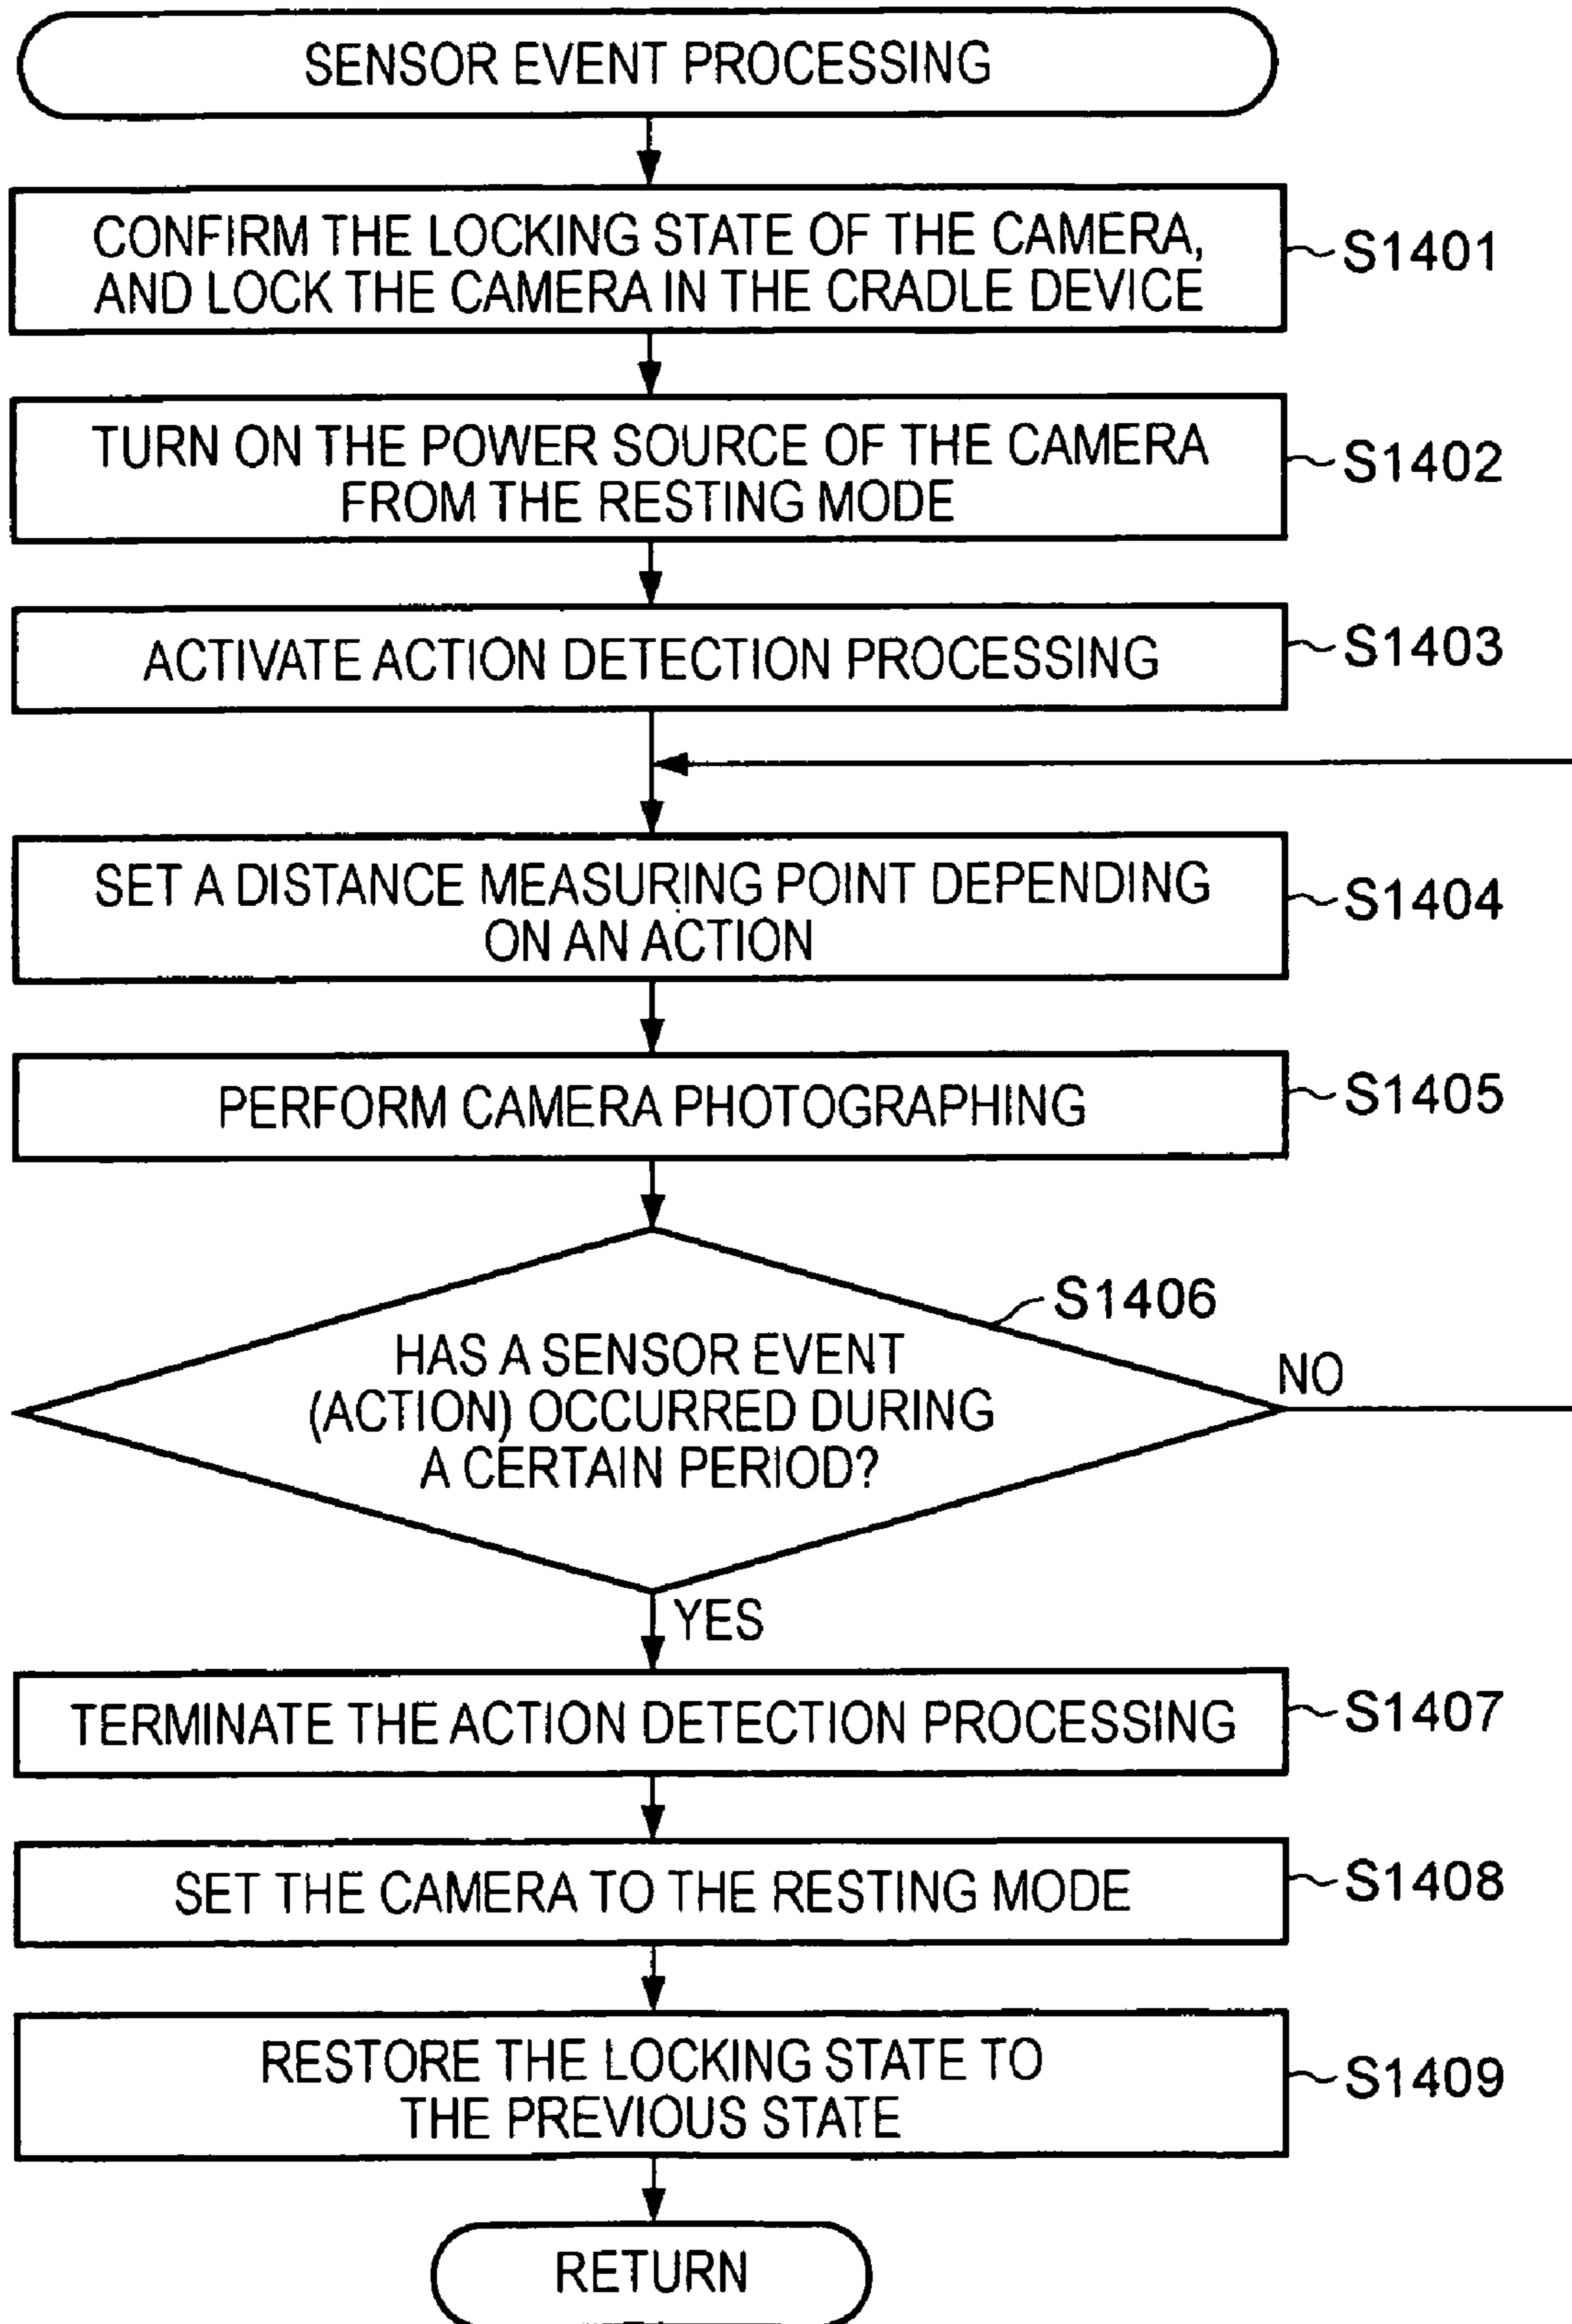 SENSOR EVENT PROCESSING
CONFIRM THE LOCKING STATE OF THE CAMERA,
AND LOCK THE CAMERA IN THE CRADLE DEVICE
S1401
TURN ON THE POWER SOURCE OF THE CAMERA
FROM THE RESTING MODE
S1402
ACTIVATE ACTION DETECTION PROCESSING
S1403
SET A DISTANCE MEASURING POINT DEPENDING
ON AN ACTION
S1404
PERFORM CAMERA PHOTOGRAPHING
S1405
S1406
HAS A SENSOR EVENT
(ACTION) OCCURRED DURING
A CERTAIN PERIOD?
NO
YES
TERMINATE THE ACTION DETECTION PROCESSING
S1407
SET THE CAMERA TO THE RESTING MODE
S1408
RESTORE THE LOCKING STATE TO
THE PREVIOUS STATE
S1409
RETURN